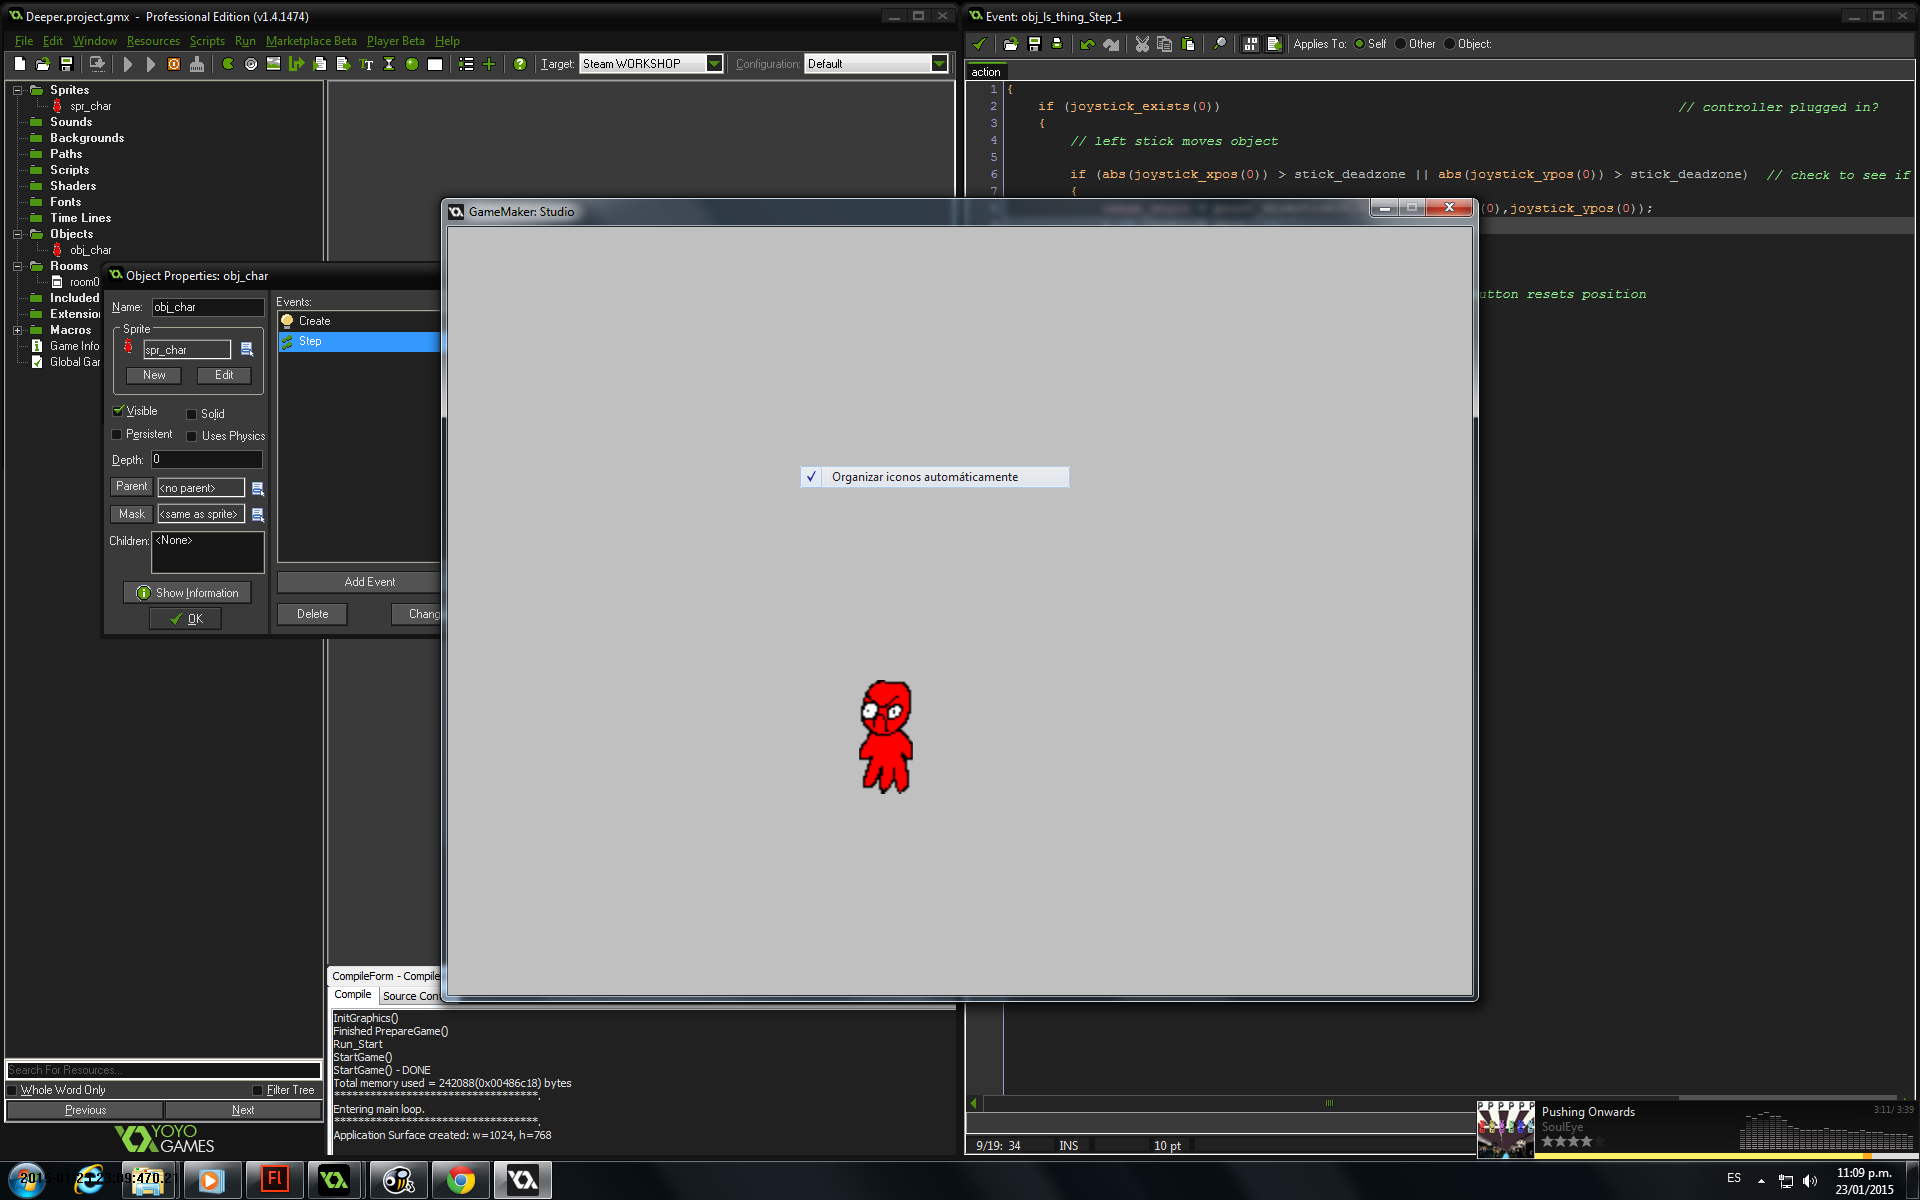 Deeper.project.gmx - Professional Edition (v1.4.1474)
File Edit Window Resources Scripts Run Marketplace Beta Player Beta Help
Target: Steam WORKSHOP Configuration: Default
Sprites
spr_char
Sounds
Backgrounds
Paths
Scripts
Shaders
Fonts
Time Lines
Objects
obj_char
Rooms
room0
Included
Extension
Macros
Game Info
Global Gar
Object Properties: obj_char
Name: obj_char
Sprite
spr_char
New Edit
Visible Solid
Persistent Uses Physics
Depth: 0
Parent <no parent>
Mask <same as sprite>
Children: <None>
Show Information
OK
Events:
Create
Step
Add Event
Delete Chang
Event: obj_ls_thing_Step_1
Applies To: Self Other Object:
action
1 {
2 if (joystick_exists(0)) // controller plugged in?
3 {
4 // left stick moves object
5
6 if (abs(joystick_xpos(0)) > stick_deadzone || abs(joystick_ypos(0)) > stick_deadzone) // check to see if
7 {
(0),joystick_ypos(0));
utton resets position
GameMaker: Studio
✓ Organizar iconos automáticamente
CompileForm - Compile
Compile Source Con
InitGraphics()
Finished PrepareGame()
Run_Start
StartGame()
StartGame() - DONE
Total memory used = 242088(0x00486c18) bytes
Entering main loop.
Application Surface created: w=1024, h=768
Search For Resources...
Whole Word Only Filter Tree
Previous Next
YOYO
GAMES
9/19: 34 INS 10 pt
Pushing Onwards 3:11/ 3:39
SoulEye
Fl
ES
11:09 p.m.
23/01/2015